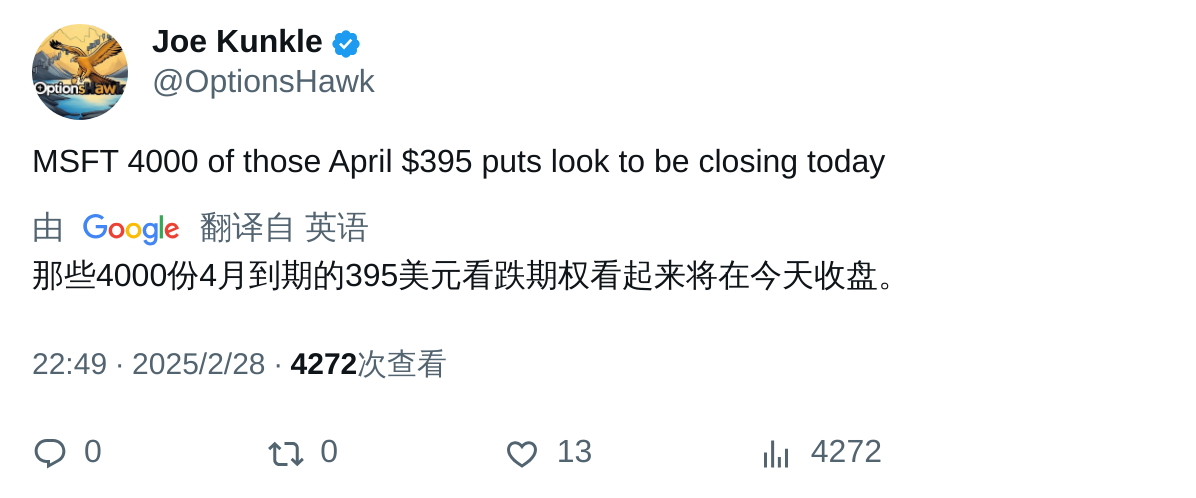 OptionsHawk
Joe Kunkle
@OptionsHawk
MSFT 4000 of those April $395 puts look to be closing today
由 Google 翻译自 英语
那些4000份4月到期的395美元看跌期权看起来将在今天收盘。
22:49 · 2025/2/28 · 4272次查看
0 0 13 4272